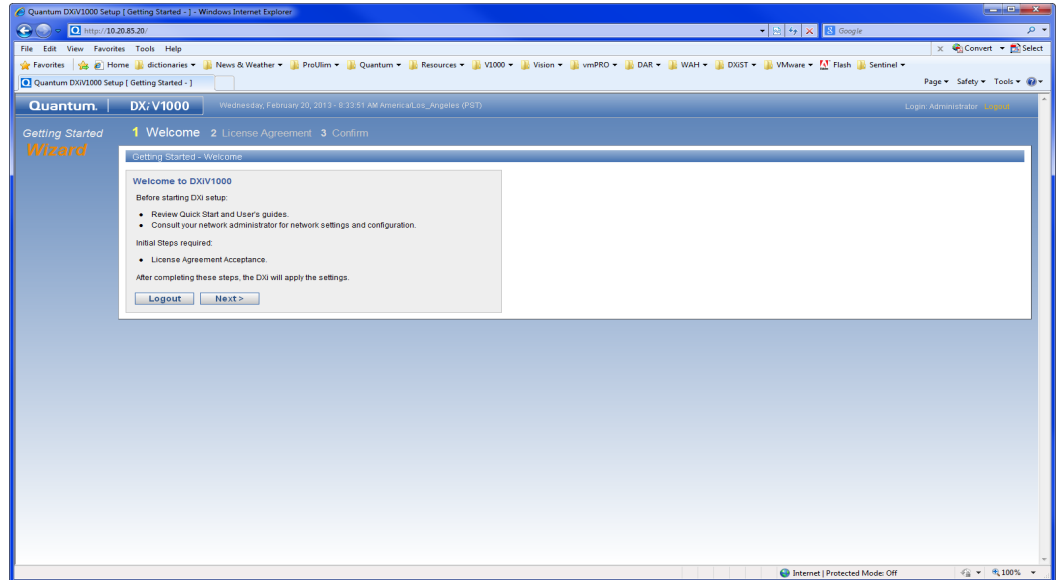 Quantum DXiV1000 Setup [ Getting Started - ] - Windows Internet Explorer
http://10.20.85.20/
Google
File Edit View Favorites Tools Help
x Convert Select
Favorites Home dictionaries News & Weather ProUlim Quantum Resources V1000 Vision vmPRO DAR WAH DXiST VMware Flash Sentinel
Quantum DXiV1000 Setup [ Getting Started - ]
Page Safety Tools
Quantum. DXi V1000 Wednesday, February 20, 2013 - 8:33:51 AM America/Los_Angeles (PST) Login: Administrator Logout
Getting Started
Wizard
1 Welcome 2 License Agreement 3 Confirm
Getting Started - Welcome
Welcome to DXiV1000
Before starting DXi setup:
• Review Quick Start and User's guides.
• Consult your network administrator for network settings and configuration.
Initial Steps required:
• License Agreement Acceptance.
After completing these steps, the DXi will apply the settings.
Logout Next >
Internet | Protected Mode: Off
100%